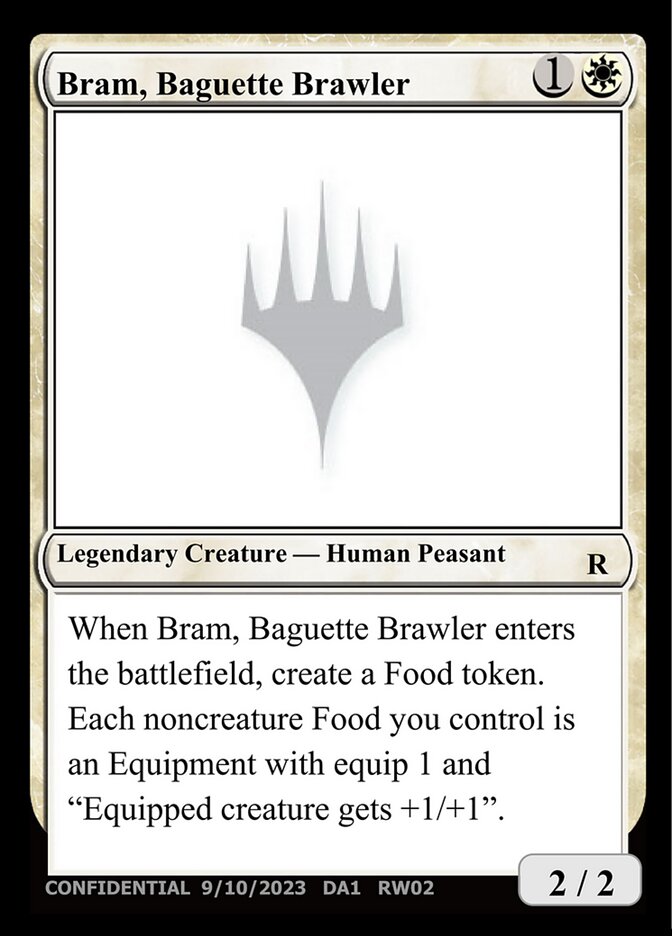 Bram, Baguette Brawler 1
Legendary Creature — Human Peasant R
When Bram, Baguette Brawler enters
the battlefield, create a Food token.
Each noncreature Food you control is
an Equipment with equip 1 and
“Equipped creature gets +1/+1”.
CONFIDENTIAL 9/10/2023 DA1 RW02
2 / 2